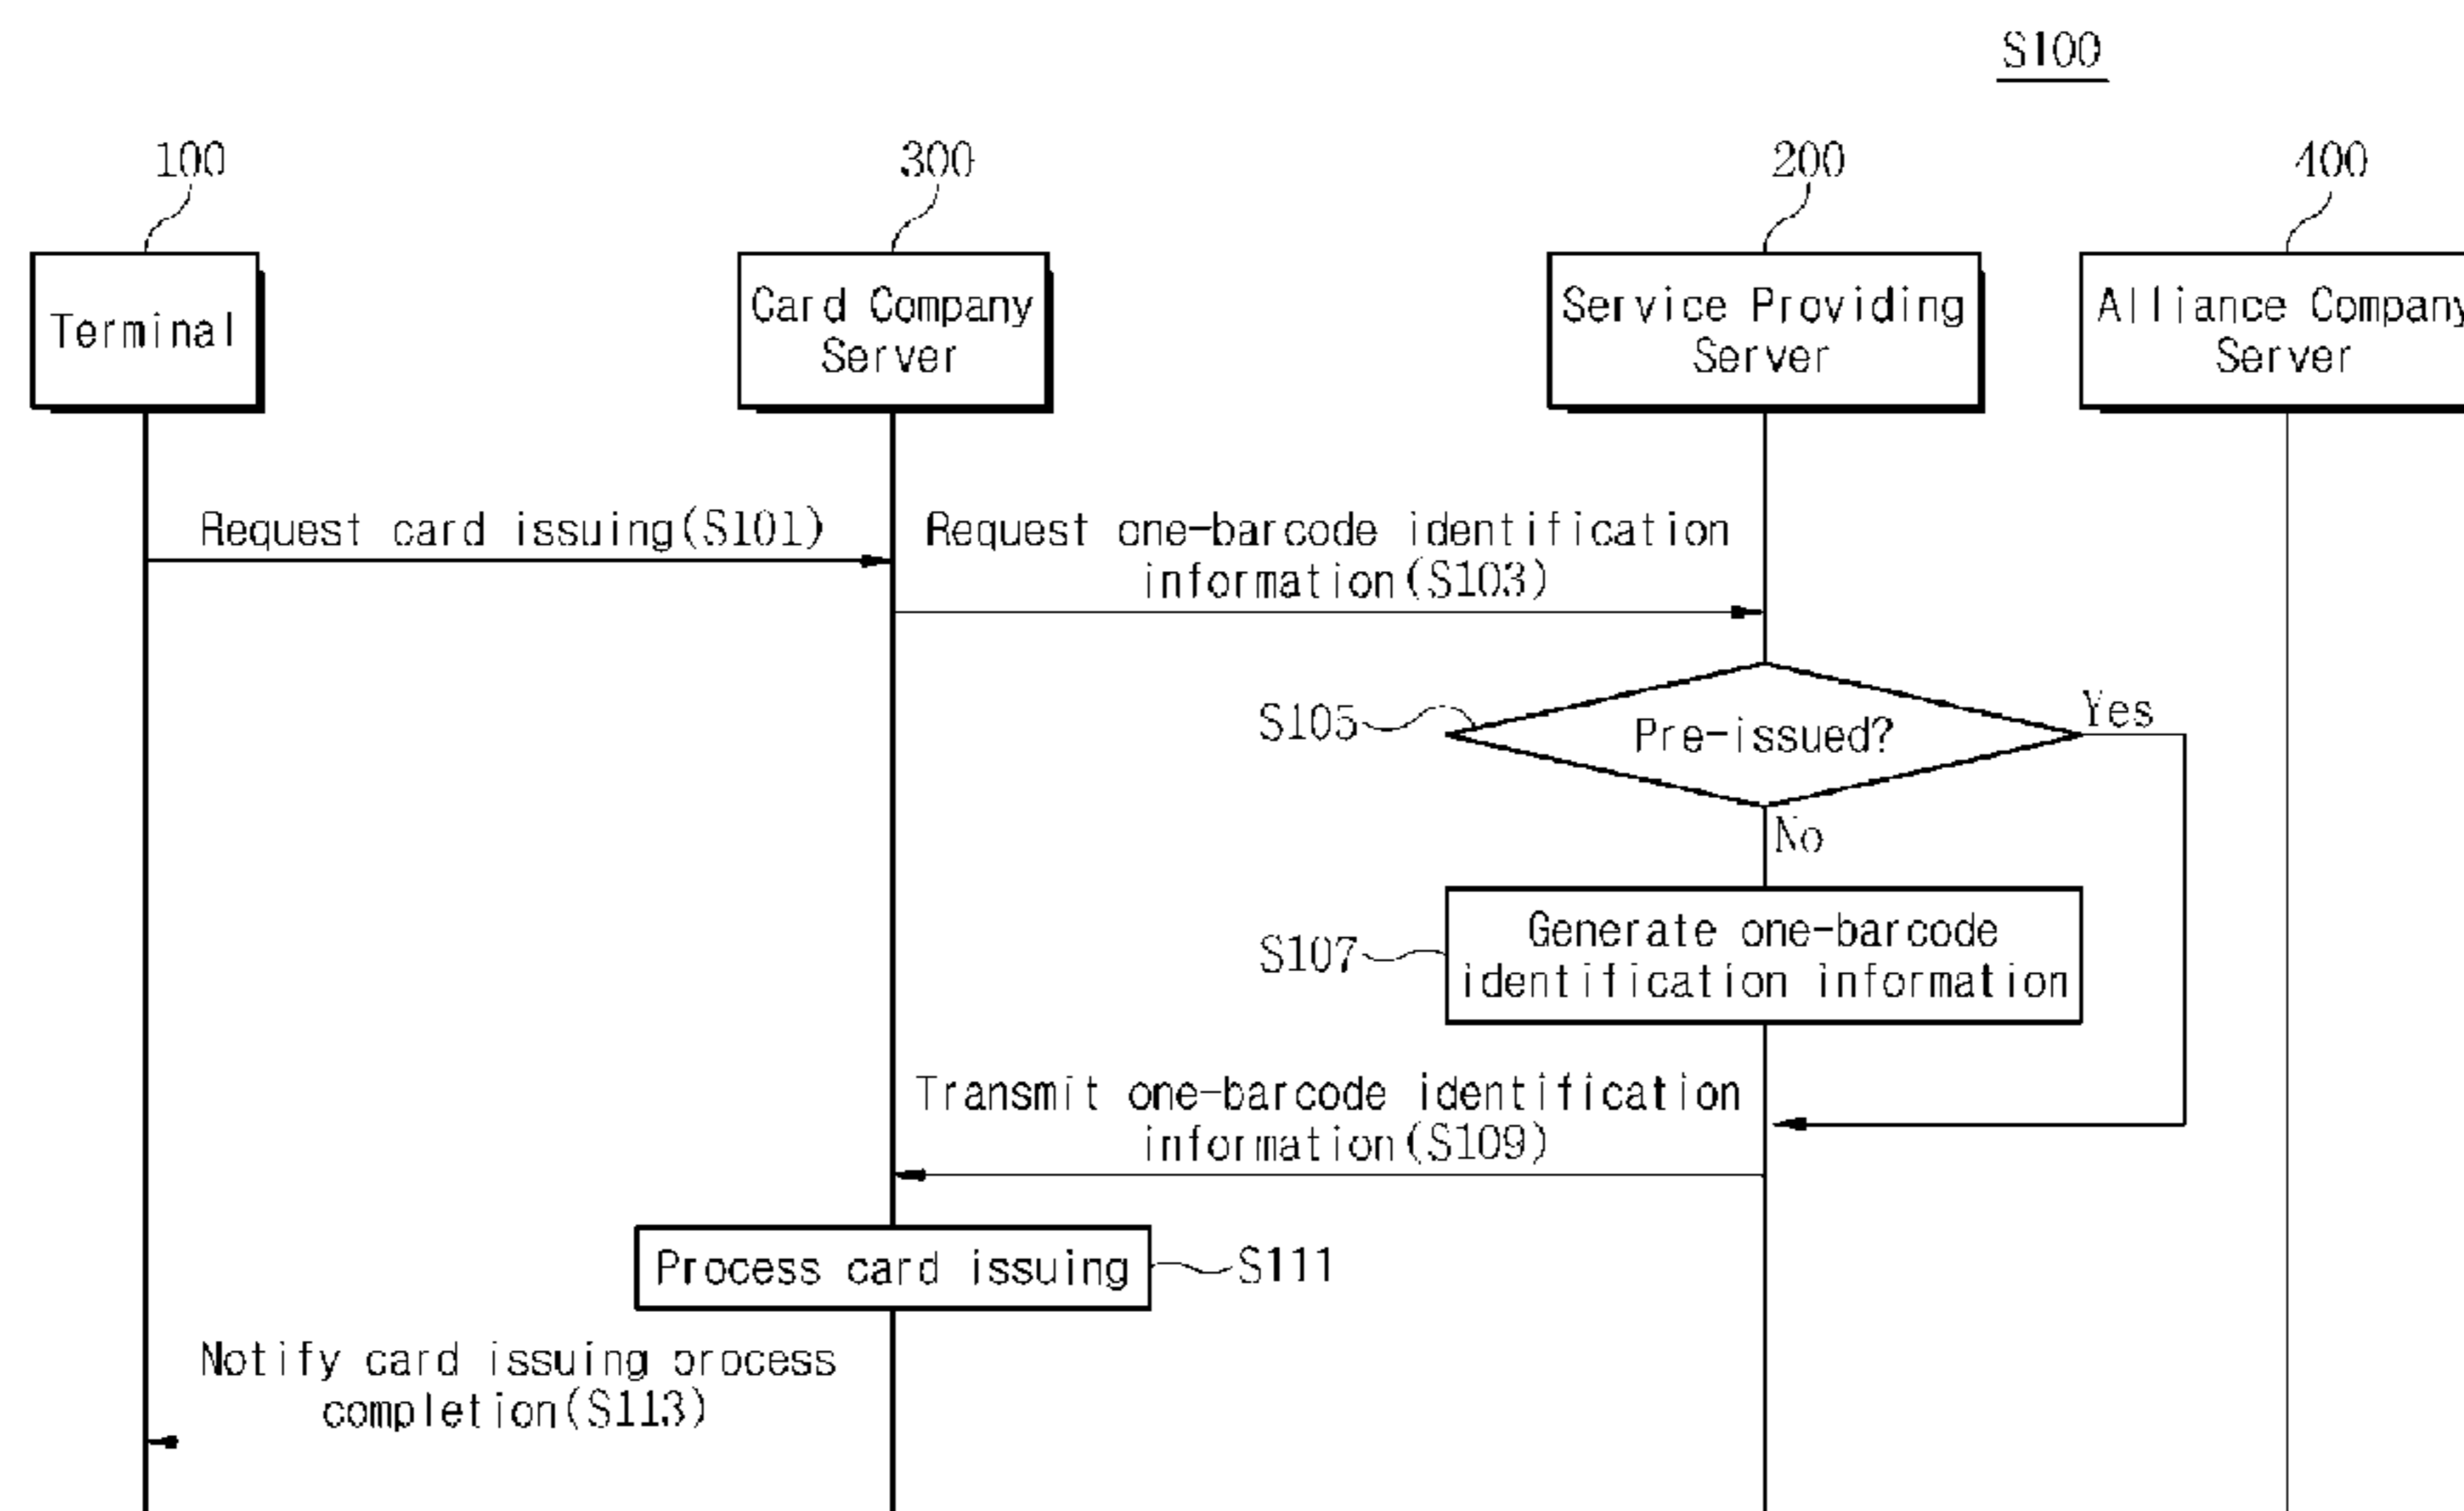 S100
100
300
200
400
Terminal
Card Company
Server
Service Providing
Server
Alliance Company
Server
Request card issuing(S101)
Request one-barcode identification
information(S103)
S105
Pre-issued?
Yes
No
S107
Generate one-barcode
identification information
Transmit one-barcode identification
information(S109)
Process card issuing
S111
Notify card issuing process
completion(S113)